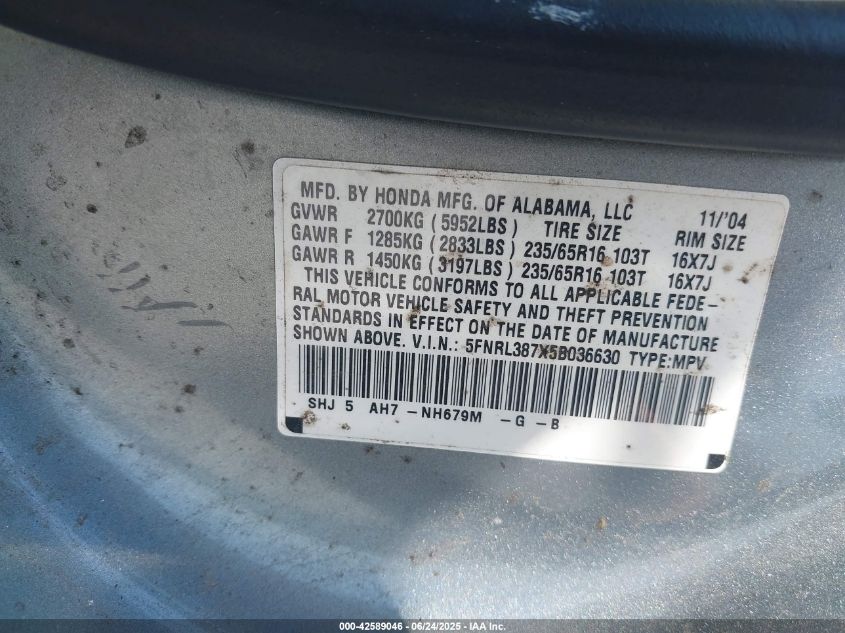 MFD. BY HONDA MFG. OF ALABAMA, LLC 11/'04
GVWR 2700KG (5952LBS) TIRE SIZE RIM SIZE
GAWR F 1285KG (2833LBS) 235/65R16 103T 16X7J
GAWR R 1450KG (3197LBS) 235/65R16 103T 16X7J
THIS VEHICLE CONFORMS TO ALL APPLICABLE FEDE-
RAL MOTOR VEHICLE SAFETY AND THEFT PREVENTION
STANDARDS IN EFFECT ON THE DATE OF MANUFACTURE
SHOWN ABOVE. V.I.N.: 5FNRL387X5B036630 TYPE:MPV
SHJ 5 AH7 -NH679M -G -B
000-42589046 - 06/24/2025 - IAA Inc.